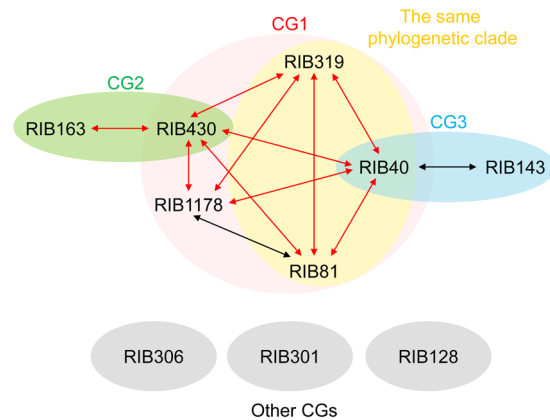 CG1
The same
phylogenetic clade
RIB319
CG2
RIB163
RIB430
CG3
RIB40
RIB143
RIB1178
RIB81
RIB306
RIB301
RIB128
Other CGs